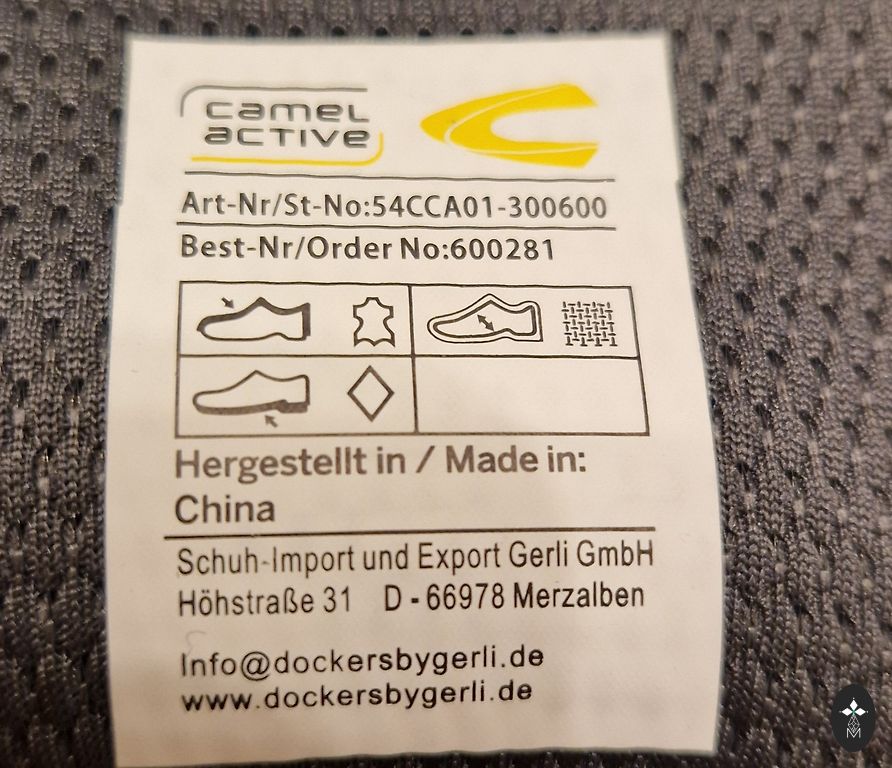 camel
active
Art-Nr/St-No:54CCA01-300600
Best-Nr/Order No:600281
Hergestellt in / Made in:
China
Schuh-Import und Export Gerli GmbH
Höhstraße 31 D - 66978 Merzalben
Info@dockersbygerli.de
www.dockersbygerli.de
M